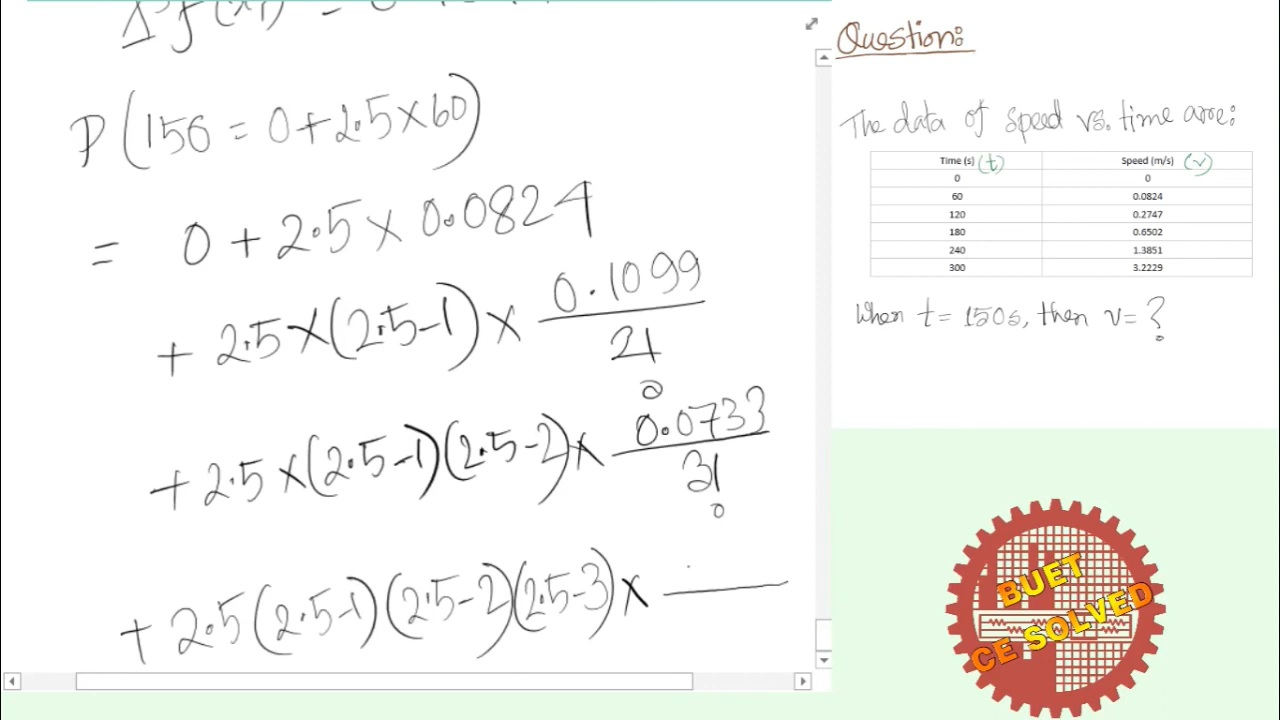 Δ f(x1) = 0
P(150 = 0+2.5×60)
= 0+2.5×0.0824
+ 2.5×(2.5-1)× 0.1099/2!
+ 2.5×(2.5-1)(2.5-2)× 0.0733/3!
+ 2.5(2.5-1)(2.5-2)(2.5-3)×
Question:
The data of speed vs. time are:
Time (s) (t) Speed (m/s) (v)
0 0
60 0.0824
120 0.2747
180 0.6502
240 1.3851
300 3.2229
When t = 150s, then v = ?
BUET
CE SOLVED